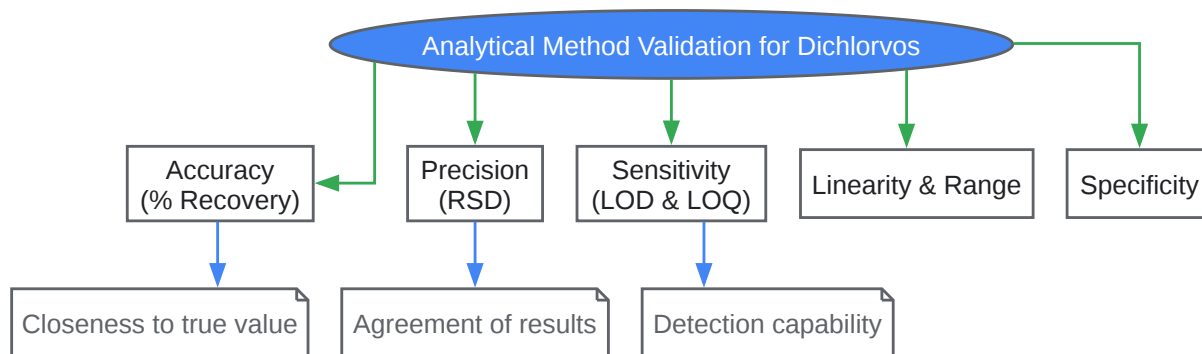 Analytical Method Validation for Dichlorvos
Accuracy
(% Recovery)
Precision
(RSD)
Sensitivity
(LOD & LOQ)
Linearity & Range
Specificity
Closeness to true value
Agreement of results
Detection capability